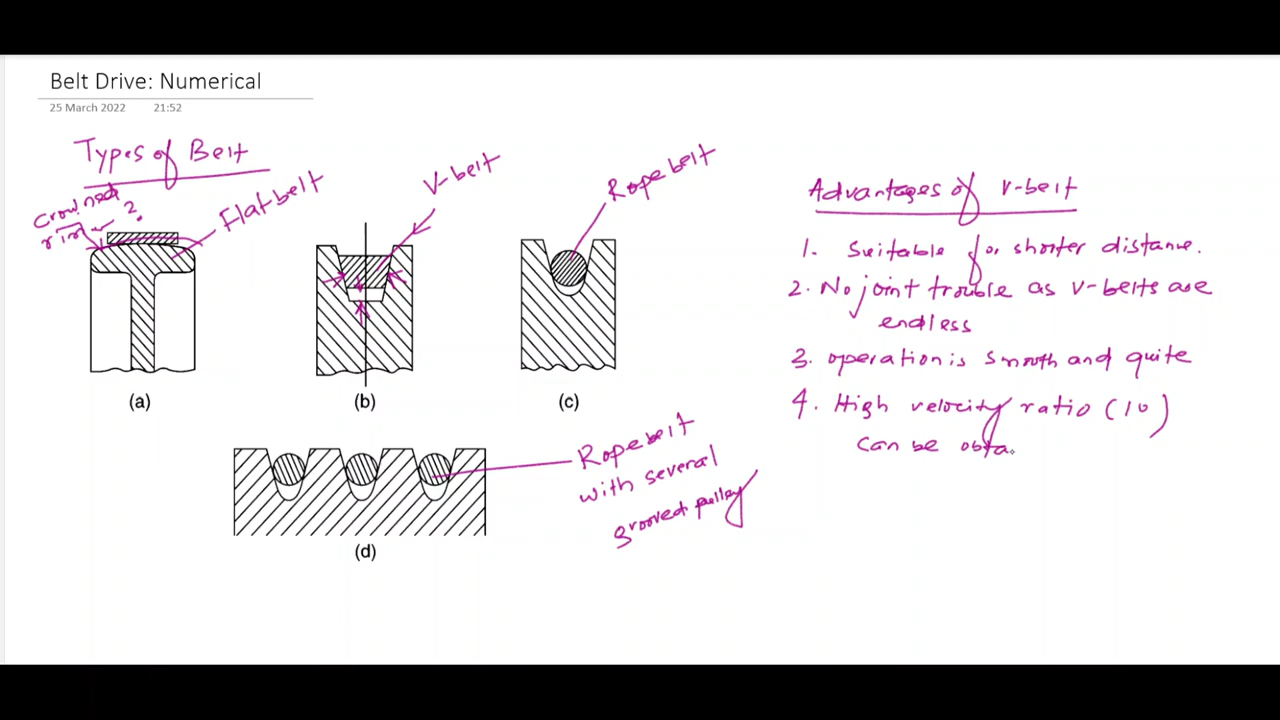 Belt Drive: Numerical
25 March 2022 21:52
Types of Belt
Crowned
rim ?
Flat belt
V-belt
Rope belt
(a)
(b)
(c)
Rope belt
with several
grooved pulley
(d)
Advantages of V-belt
1. Suitable for shorter distance.
2. No joint trouble as V-belts are
endless
3. operation is smooth and quite
4. High velocity ratio (10)
can be obta